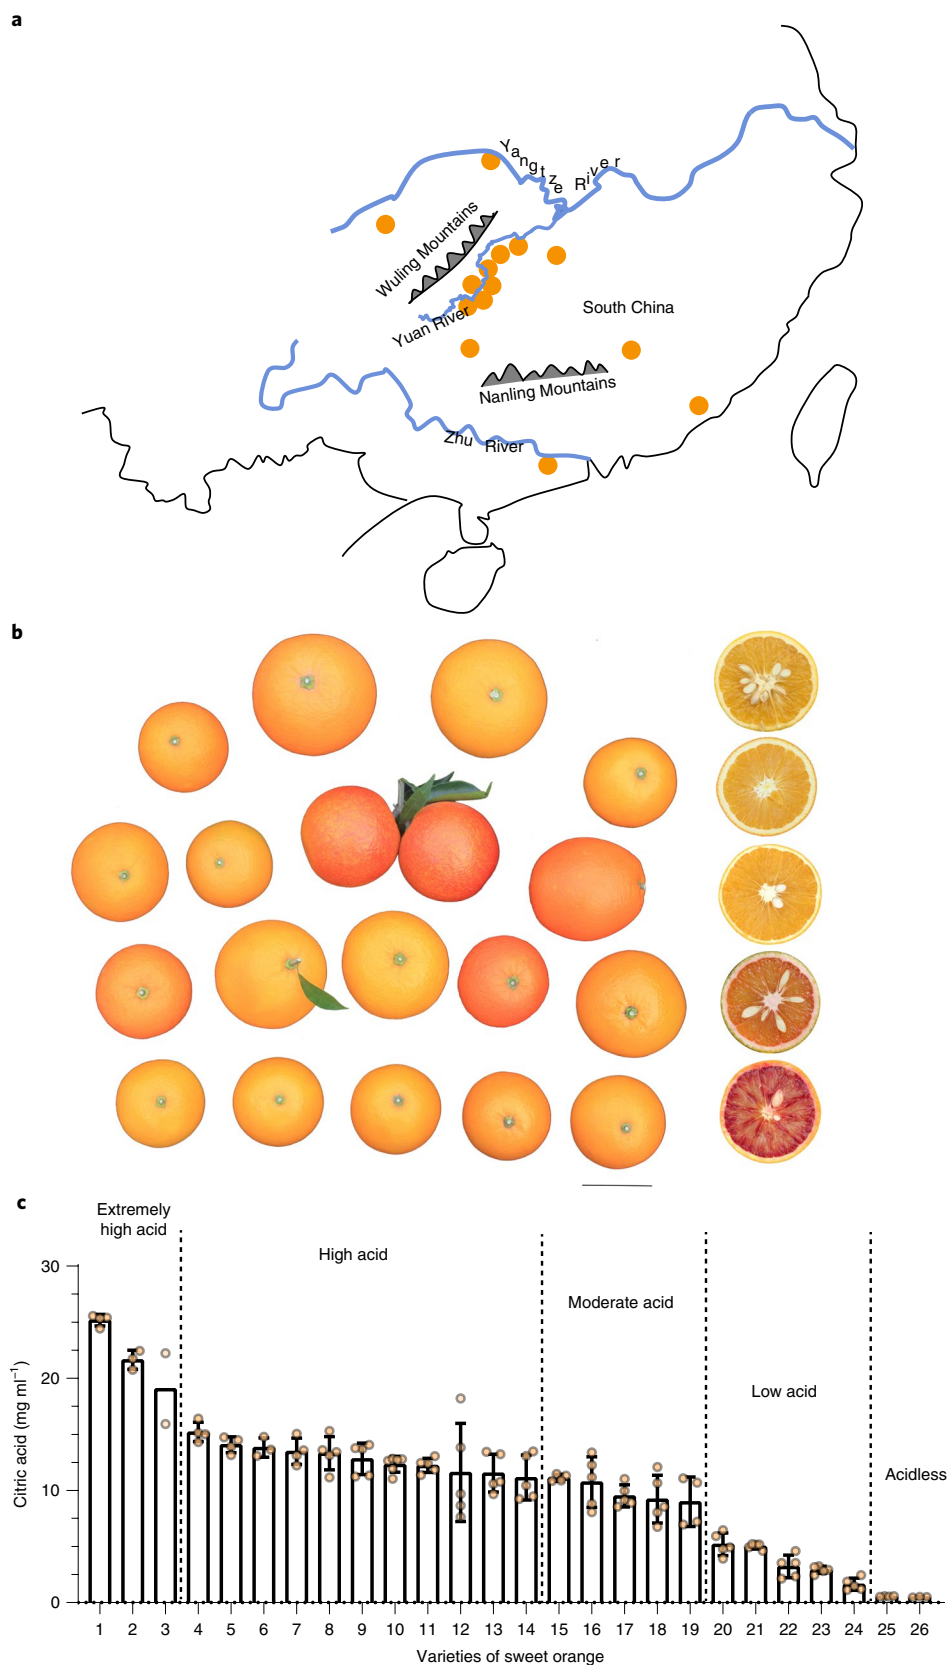 a
Yangtze River
Wuling Mountains
South China
Yuan River
Nanling Mountains
Zhu River
b
c
Extremely
high acid
High acid
Moderate acid
Low acid
Acidless
30
20
10
0
Citric acid (mg ml⁻¹)
1 2 3 4 5 6 7 8 9 10 11 12 13 14 15 16 17 18 19 20 21 22 23 24 25 26
Varieties of sweet orange